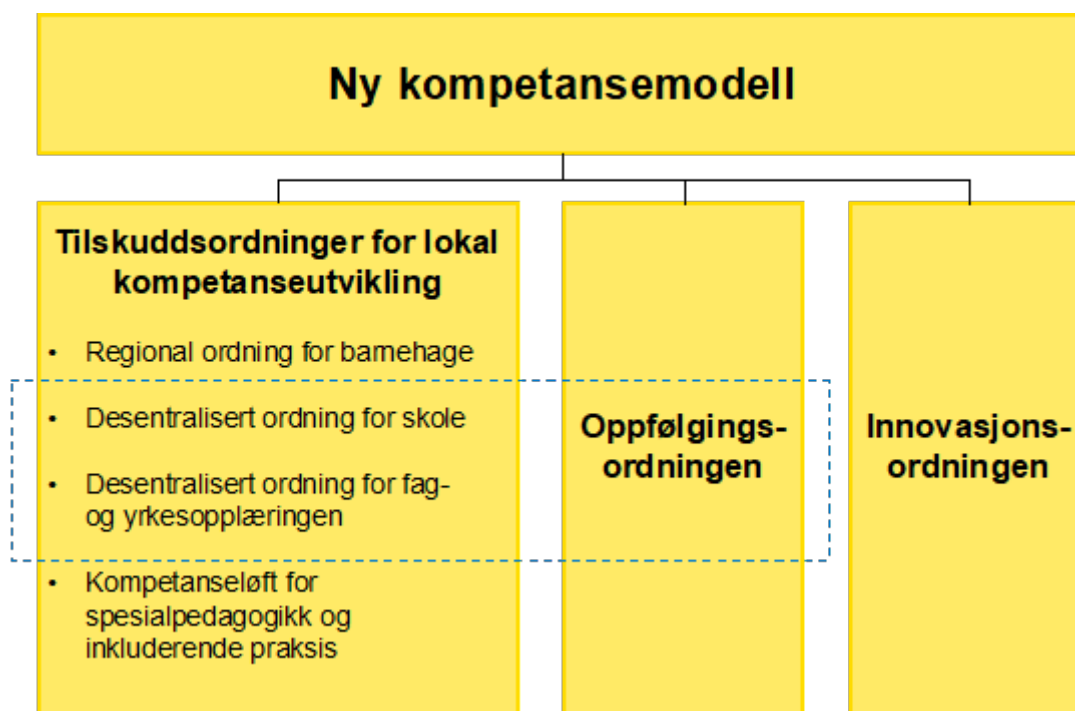 Ny kompetansemodell
Tilskuddsordninger for lokal
kompetanseutvikling
• Regional ordning for barnehage
• Desentralisert ordning for skole
• Desentralisert ordning for fag-
og yrkesopplæringen
• Kompetanseløft for
spesialpedagogikk og
inkluderende praksis
Oppfølgings-
ordningen
Innovasjons-
ordningen